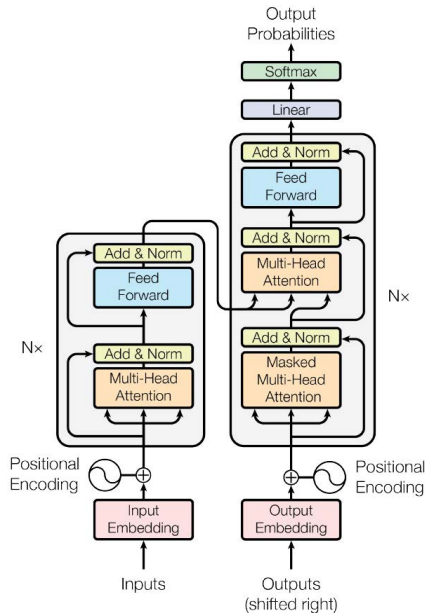 Output
Probabilities
Softmax
Linear
Add & Norm
Feed
Forward
Add & Norm
Multi-Head
Attention
Nx
Add & Norm
Masked
Multi-Head
Attention
Add & Norm
Feed
Forward
Nx
Add & Norm
Multi-Head
Attention
Positional
Encoding
Positional
Encoding
Input
Embedding
Output
Embedding
Inputs
Outputs
(shifted right)